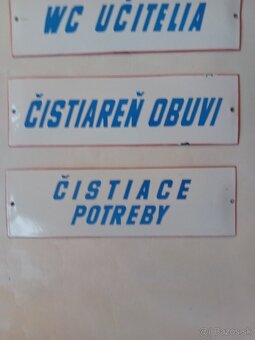 WC UČITELIA
ČISTIAREŇ OBUVI
ČISTIACE
POTREBY